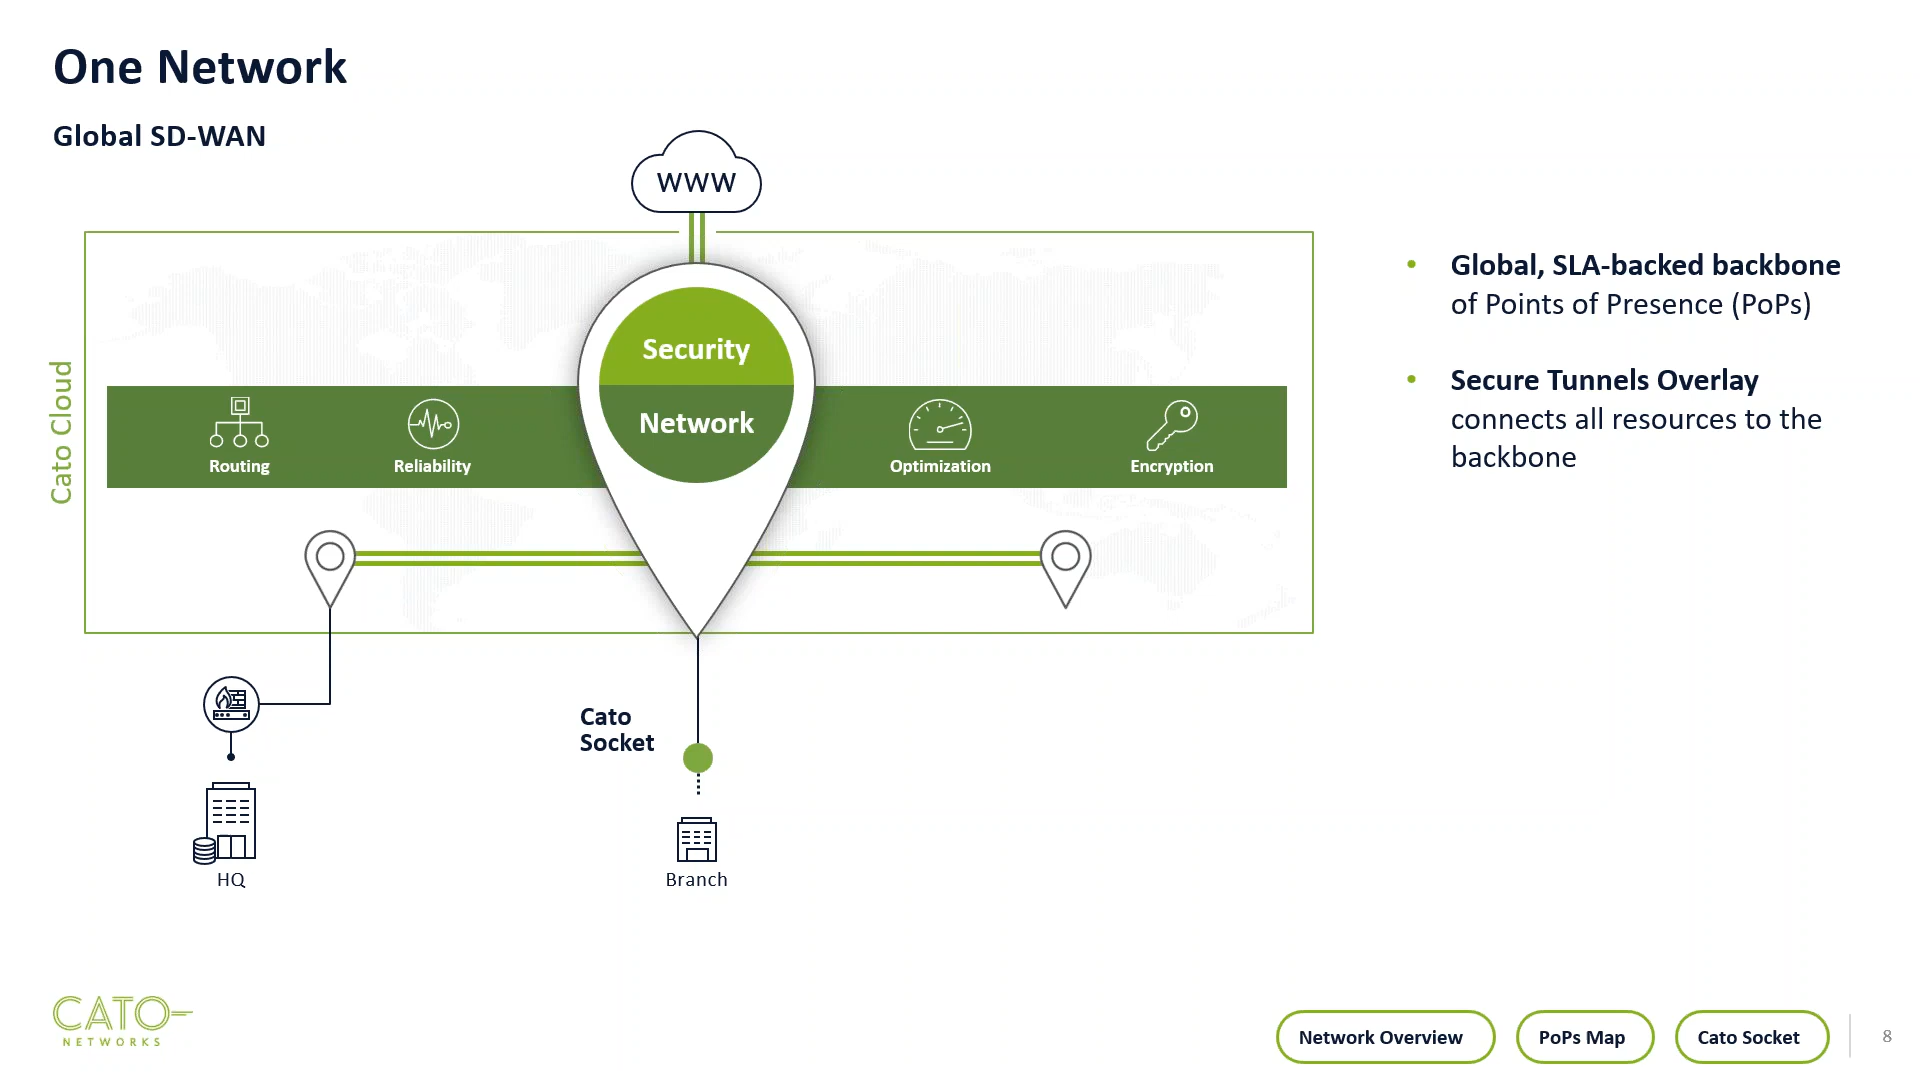 One Network
Global SD-WAN
WWW
Cato Cloud
Security
Network
Routing
Reliability
Optimization
Encryption
Global, SLA-backed backbone
of Points of Presence (PoPs)
Secure Tunnels Overlay
connects all resources to the
backbone
Cato
Socket
HQ
Branch
CATO
NETWORKS
Network Overview
PoPs Map
Cato Socket
8